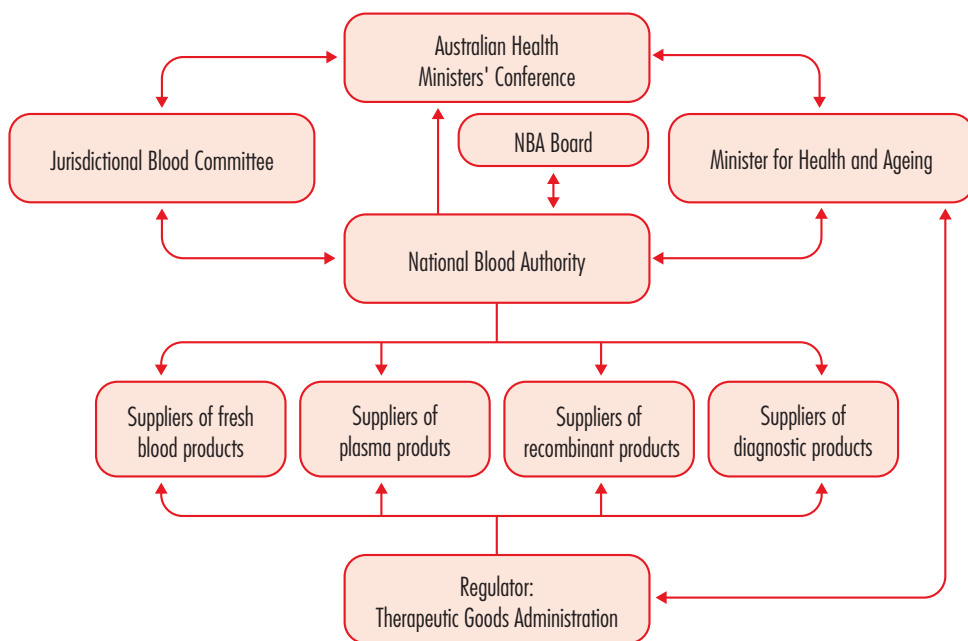 Australian Health
Ministers' Conference
Jurisdictional Blood Committee
NBA Board
Minister for Health and Ageing
National Blood Authority
Suppliers of fresh
blood products
Suppliers of
plasma produts
Suppliers of
recombinant products
Suppliers of
diagnostic products
Regulator:
Therapeutic Goods Administration